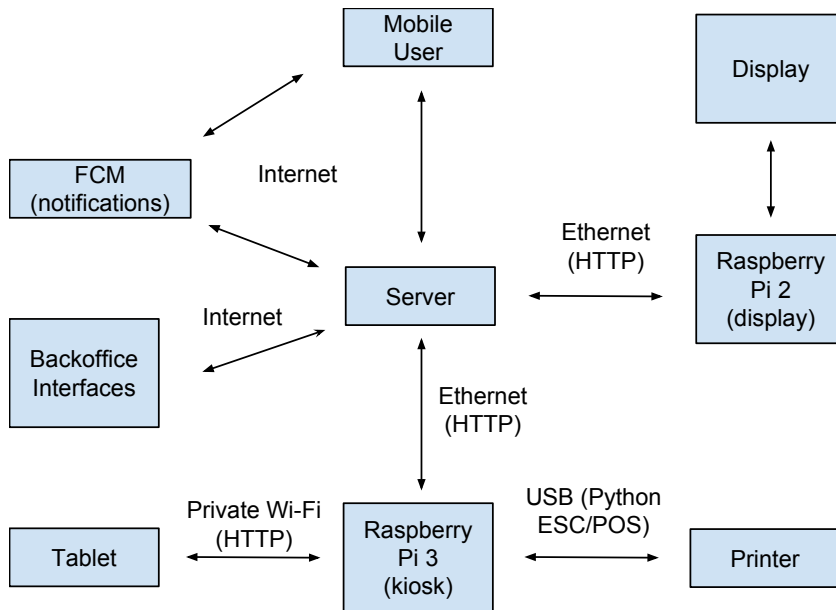 Mobile
User
Display
FCM
(notifications)
Internet
Ethernet
(HTTP)
Raspberry
Pi 2
(display)
Server
Internet
Backoffice
Interfaces
Ethernet
(HTTP)
Private Wi-Fi
(HTTP)
USB (Python
ESC/POS)
Tablet
Raspberry
Pi 3
(kiosk)
Printer